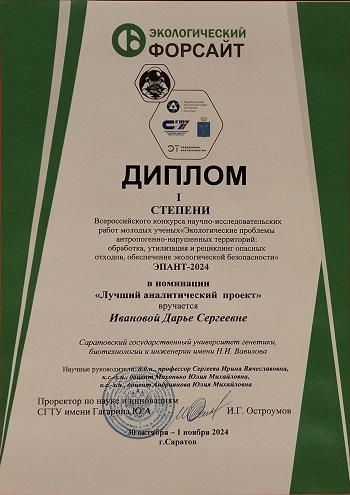 ЭКОЛОГИЧЕСКИЙ
ФОРСАЙТ
ДИПЛОМ
I
СТЕПЕНИ
Всероссийского конкурса научно-исследовательских
работ молодых ученых«Экологические проблемы
антропогенно-нарушенных территорий:
обработка, утилизация и рециклинг опасных
отходов, обеспечение экологической безопасности»
ЭПАНТ-2024
в номинации
«Лучший аналитический проект»
вручается
Ивановой Дарье Сергеевне
Саратовский государственный университет генетики,
биотехнологии и инженерии имени Н.И. Вавилова
Научные руководители: д.б.н., профессор Сергеева Ирина Вячеславовна,
к.с.-х.н., доцент Мохонько Юлия Михайловна,
к.с.-х.н., доцент Андриянова Юлия Михайловна
Проректор по науке и инновациям
СГТУ имени Гагарина Ю.А. И.Г. Остроумов
30 октября – 1 ноября 2024
г.Саратов